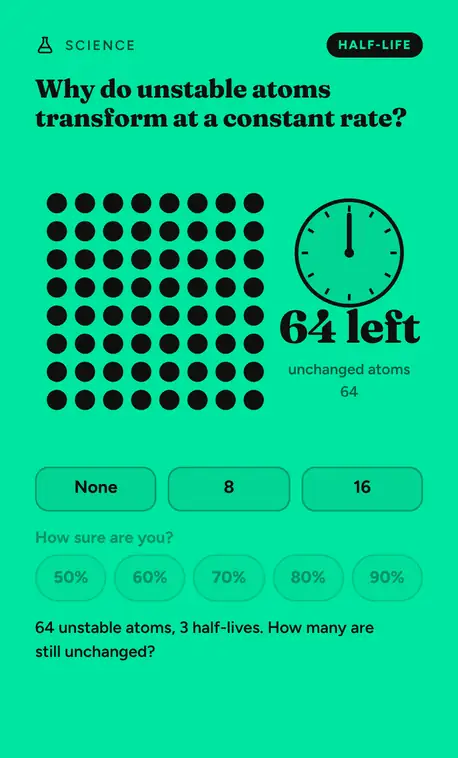 SCIENCE
HALF-LIFE
Why do unstable atoms
transform at a constant rate?
64 left
unchanged atoms
64
None
8
16
How sure are you?
50%
60%
70%
80%
90%
64 unstable atoms, 3 half-lives. How many are
still unchanged?